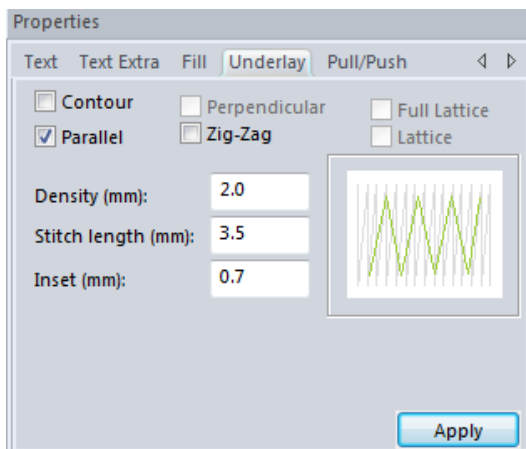 Properties
Text Text Extra Fill Underlay Pull/Push
Contour Perpendicular Full Lattice
Parallel Zig-Zag Lattice
Density (mm): 2.0
Stitch length (mm): 3.5
Inset (mm): 0.7
Apply